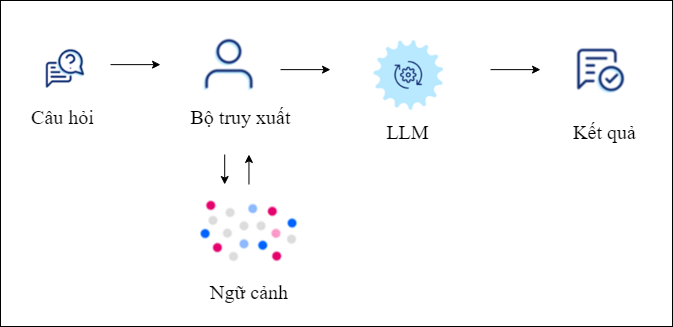 Câu hỏi
Bộ truy xuất
LLM
Kết quả
Ngữ cảnh